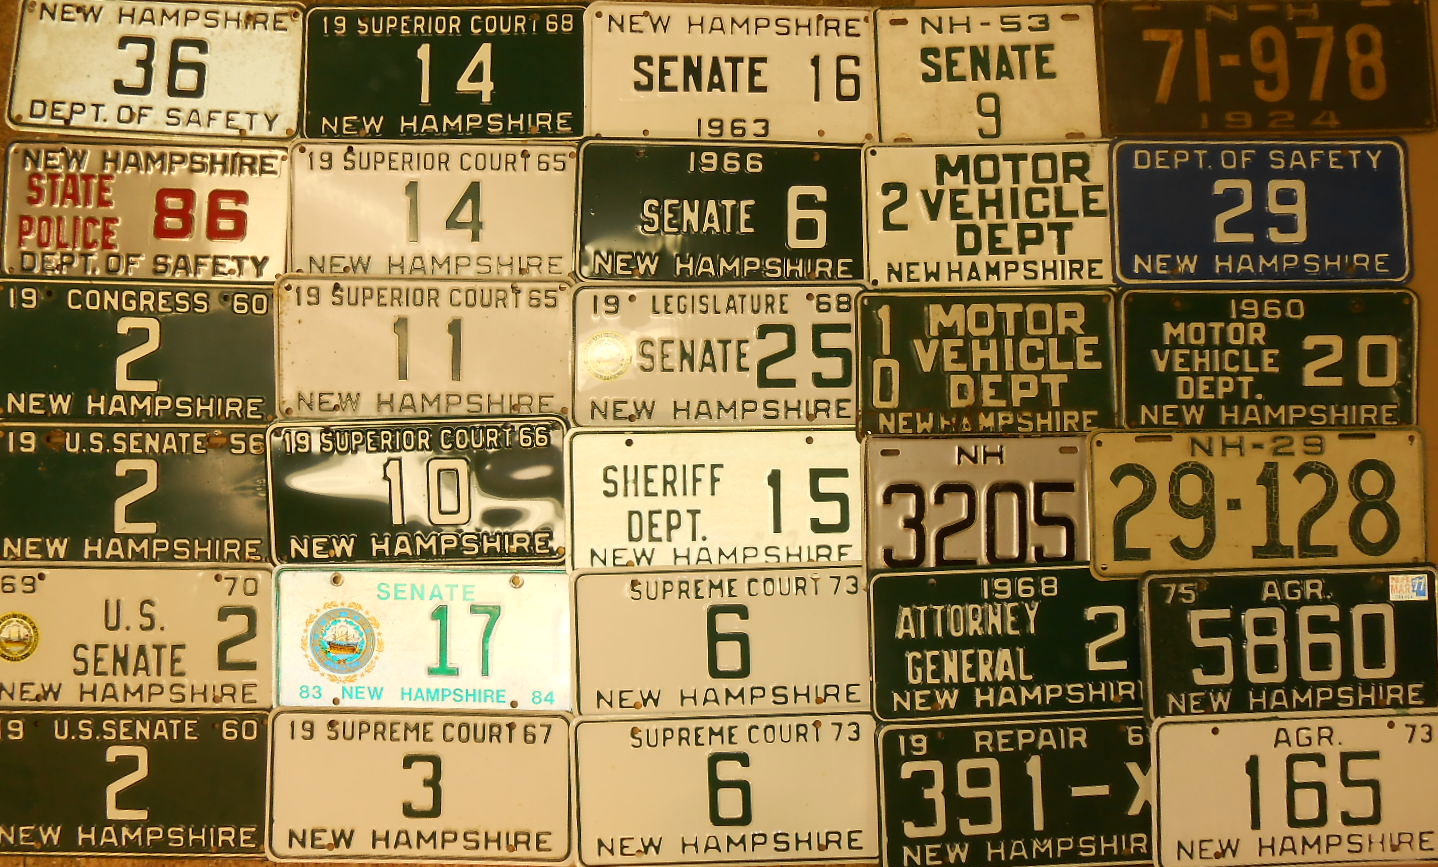 NEW HAMPSHIRE
36
DEPT. OF SAFETY
19 SUPERIOR COURT 68
14
NEW HAMPSHIRE
NEW HAMPSHIRE
SENATE 16
1963
NH-53
SENATE
9
N-H
71-978
1924
NEW HAMPSHIRE
STATE
POLICE 86
DEPT. OF SAFETY
19 SUPERIOR COURT 65
14
NEW HAMPSHIRE
1966
SENATE 6
NEW HAMPSHIRE
MOTOR
2 VEHICLE
DEPT
NEW HAMPSHIRE
DEPT. OF SAFETY
29
NEW HAMPSHIRE
19 CONGRESS 60
2
NEW HAMPSHIRE
19 SUPERIOR COURT 65
11
NEW HAMPSHIRE
19 LEGISLATURE 68
SENATE 25
NEW HAMPSHIRE
10 MOTOR
VEHICLE
DEPT
NEW HAMPSHIRE
1960
MOTOR
VEHICLE 20
DEPT.
NEW HAMPSHIRE
19 U.S. SENATE 56
2
NEW HAMPSHIRE
19 SUPERIOR COURT 66
10
NEW HAMPSHIRE
SHERIFF
DEPT. 15
NEW HAMPSHIRE
NH
3205
NH-29
29-128
69 70
U.S.
SENATE 2
NEW HAMPSHIRE
SENATE
17
83 NEW HAMPSHIRE 84
SUPREME COURT 73
6
NEW HAMPSHIRE
1968
ATTORNEY
GENERAL 2
NEW HAMPSHIR
75 AGR.
MAR 77
5860
NEW HAMPSHIRE
19 U.S. SENATE 60
2
NEW HAMPSHIRE
19 SUPREME COURT 67
3
NEW HAMPSHIRE
SUPREME COURT 73
6
NEW HAMPSHIRE
19 REPAIR 6
391-X
NEW HAMPSHIR
AGR. 73
165
NEW HAMPSHIRE